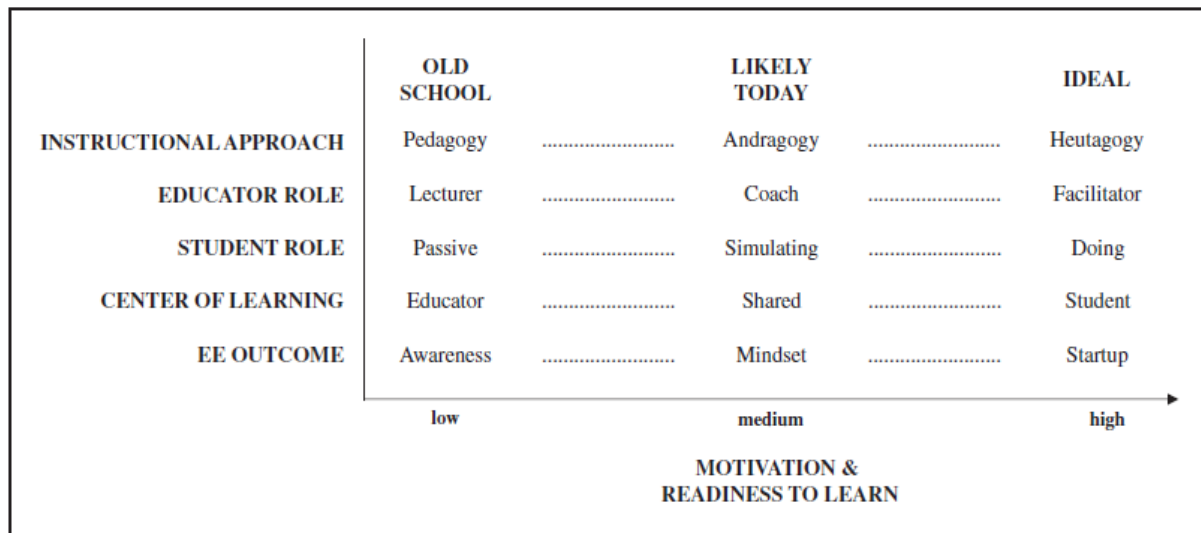 OLD SCHOOL LIKELY TODAY IDEAL
INSTRUCTIONAL APPROACH Pedagogy ......................... Andragogy ......................... Heutagogy
EDUCATOR ROLE Lecturer ......................... Coach ......................... Facilitator
STUDENT ROLE Passive ......................... Simulating ......................... Doing
CENTER OF LEARNING Educator ......................... Shared ......................... Student
EE OUTCOME Awareness ......................... Mindset ......................... Startup
low medium high
MOTIVATION &
READINESS TO LEARN